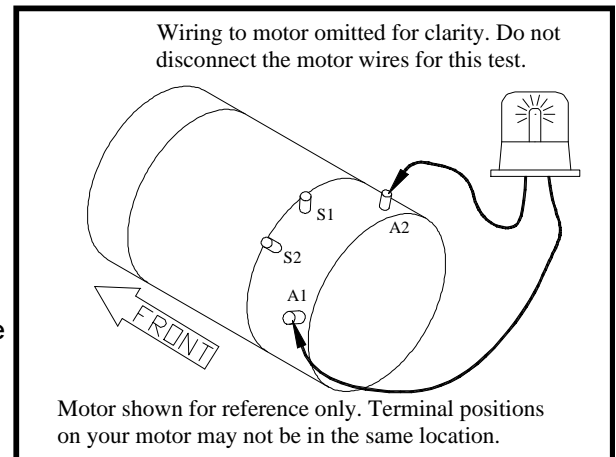 Wiring to motor omitted for clarity. Do not
disconnect the motor wires for this test.
S1
A2
S2
A1
e
FRONT
Motor shown for reference only. Terminal positions
on your motor may not be in the same location.